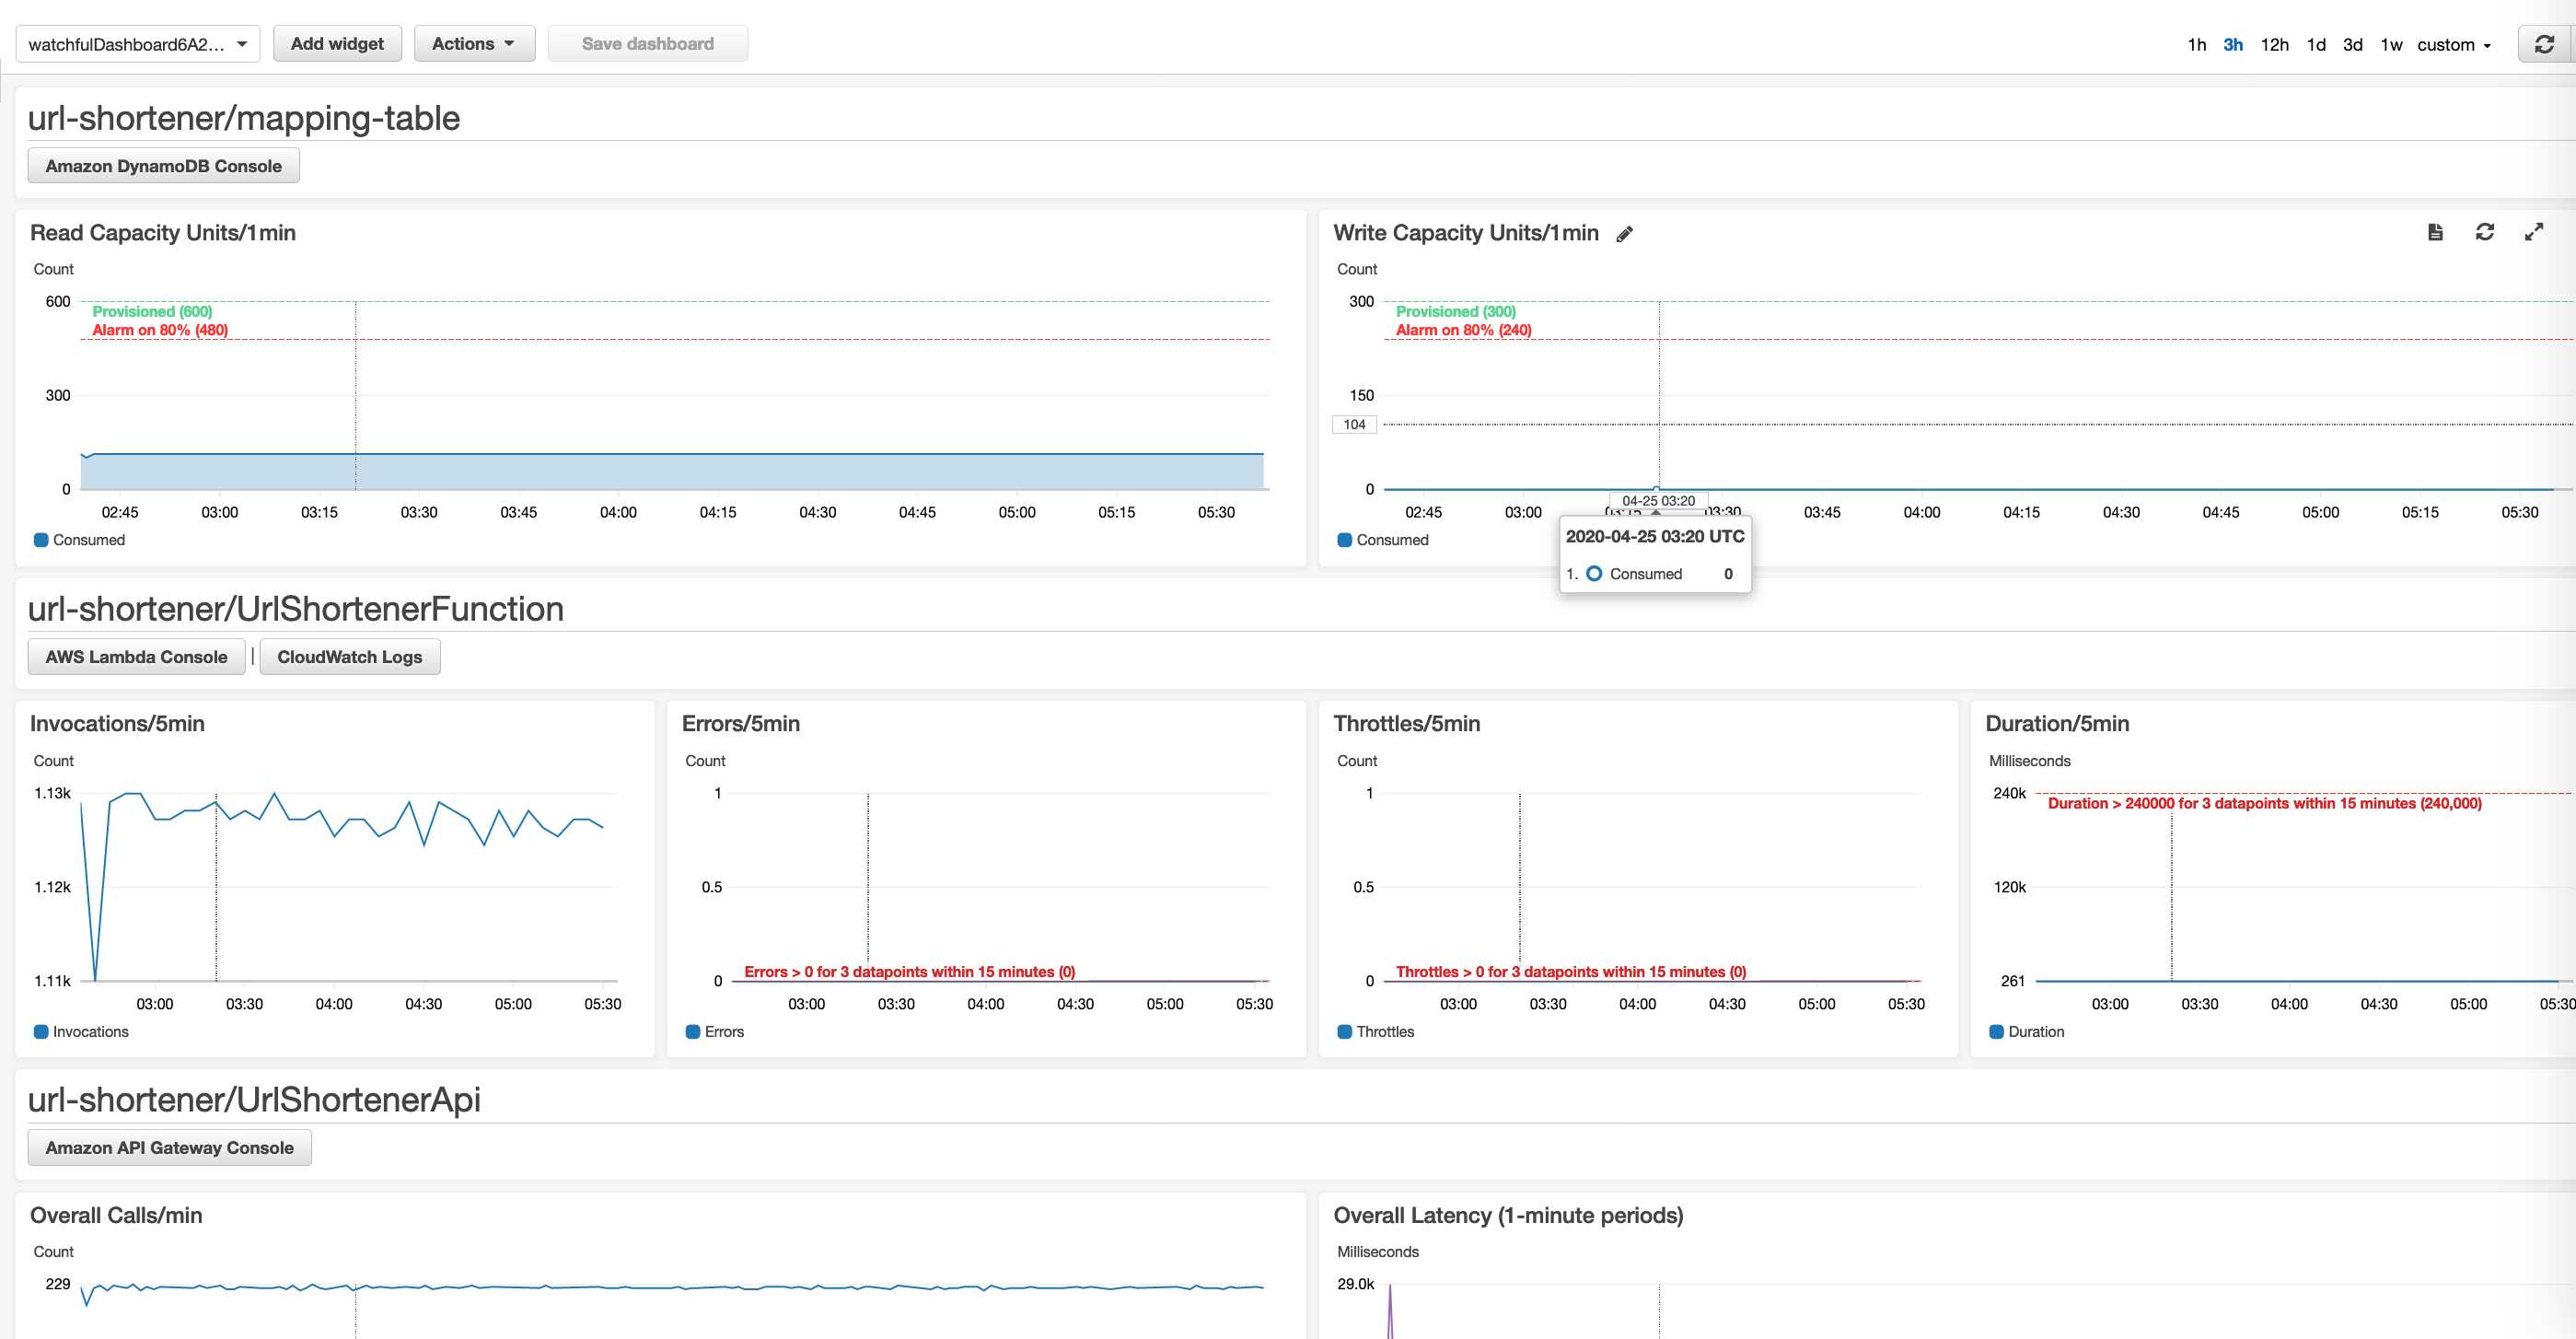 watchfulDashboard6A2...
Add widget
Actions
Save dashboard
1h 3h 12h 1d 3d 1w custom
url-shortener/mapping-table
Amazon DynamoDB Console
Read Capacity Units/1min
Count
600
Provisioned (600)
Alarm on 80% (480)
300
0
02:45 03:00 03:15 03:30 03:45 04:00 04:15 04:30 04:45 05:00 05:15 05:30
Consumed
Write Capacity Units/1min
Count
300
Provisioned (300)
Alarm on 80% (240)
150
104
0
04-25 03:20
02:45 03:00 03:15 03:30 03:45 04:00 04:15 04:30 04:45 05:00 05:15 05:30
Consumed
2020-04-25 03:20 UTC
1. Consumed 0
url-shortener/UrlShortenerFunction
AWS Lambda Console | CloudWatch Logs
Invocations/5min
Count
1.13k
1.12k
1.11k
03:00 03:30 04:00 04:30 05:00 05:30
Invocations
Errors/5min
Count
1
0.5
Errors > 0 for 3 datapoints within 15 minutes (0)
0
03:00 03:30 04:00 04:30 05:00 05:30
Errors
Throttles/5min
Count
1
0.5
Throttles > 0 for 3 datapoints within 15 minutes (0)
0
03:00 03:30 04:00 04:30 05:00 05:30
Throttles
Duration/5min
Milliseconds
240k
Duration > 240000 for 3 datapoints within 15 minutes (240,000)
120k
261
03:00 03:30 04:00 04:30 05:00 05:30
Duration
url-shortener/UrlShortenerApi
Amazon API Gateway Console
Overall Calls/min
Count
229
Overall Latency (1-minute periods)
Milliseconds
29.0k